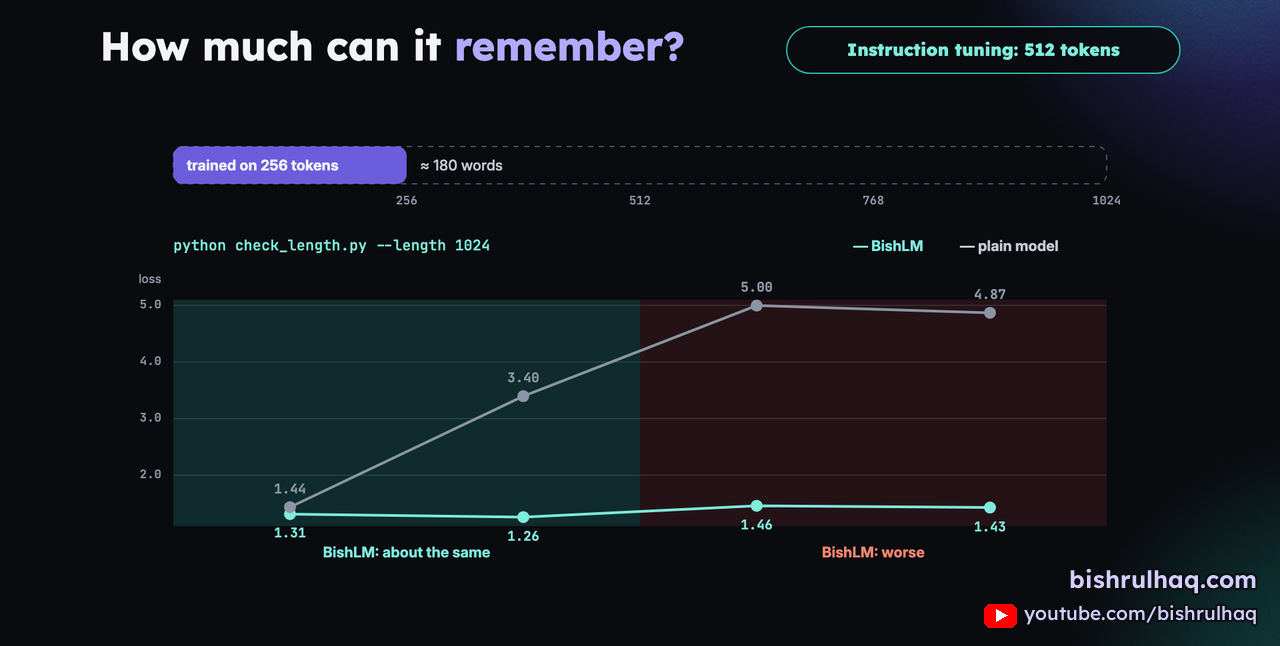 How much can it remember?
Instruction tuning: 512 tokens
trained on 256 tokens
≈ 180 words
256
512
768
1024
python check_length.py --length 1024
— BishLM
— plain model
loss
5.0
4.0
3.0
2.0
1.44
3.40
5.00
4.87
1.31
1.26
1.46
1.43
BishLM: about the same
BishLM: worse
bishrulhaq.com
youtube.com/bishrulhaq